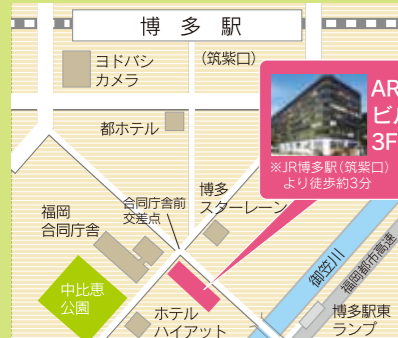 博多駅
(筑紫口)
ヨドバシ
カメラ
都ホテル
AR
ビル
3F
※JR博多駅(筑紫口)
より徒歩約3分
博多
スターレーン
合同庁舎前
交差点
福岡
合同庁舎
中比恵
公園
御笠川
福岡都市高速
ホテル
ハイアット
博多駅東
ランプ